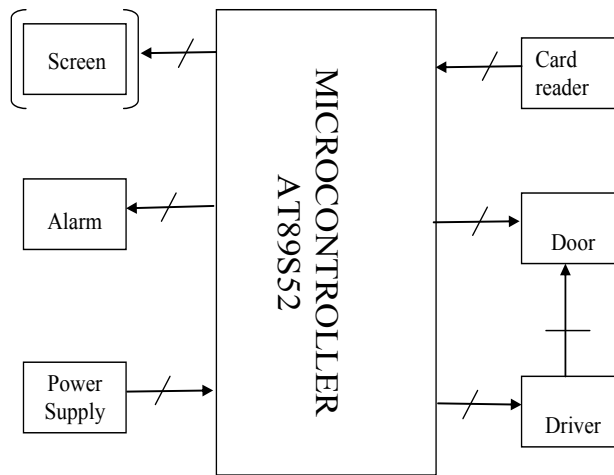 Screen
Alarm
Power
Supply
MICROCONTROLLER
AT89S52
Card
reader
Door
Driver